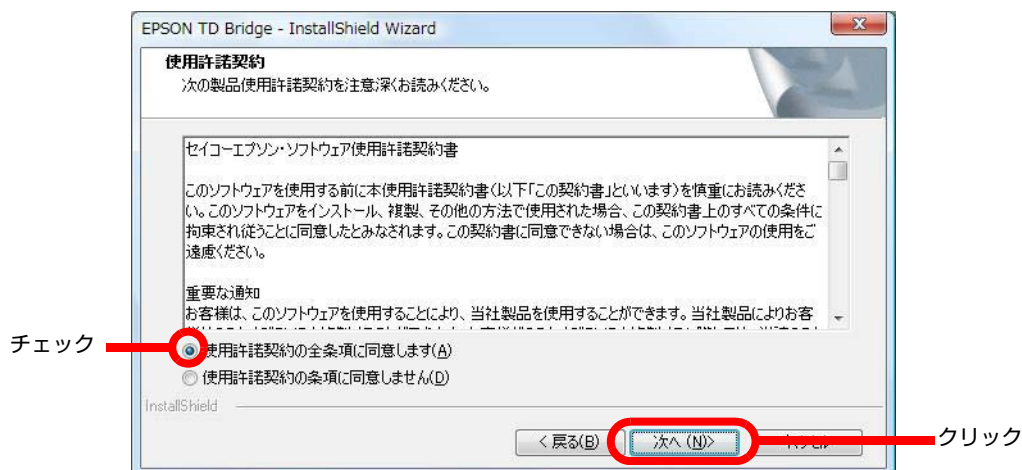 EPSON TD Bridge - InstallShield Wizard
使用許諾契約
次の製品使用許諾契約を注意深くお読みください。
セイコーエプソン・ソフトウェア使用許諾契約書
このソフトウェアを使用する前に本使用許諾契約書(以下「この契約書」といいます)を慎重にお読みくださ
い。このソフトウェアをインストール、複製、その他の方法で使用された場合、この契約書上のすべての条件に
拘束され従うことに同意したとみなされます。この契約書に同意できない場合は、このソフトウェアの使用をご
遠慮ください。
重要な通知
お客様は、このソフトウェアを使用することにより、当社製品を使用することができます。当社製品によりお客
チェック
使用許諾契約の全条項に同意します(A)
使用許諾契約の条項に同意しません(D)
InstallShield
< 戻る(B)
次へ (N)>
クリック